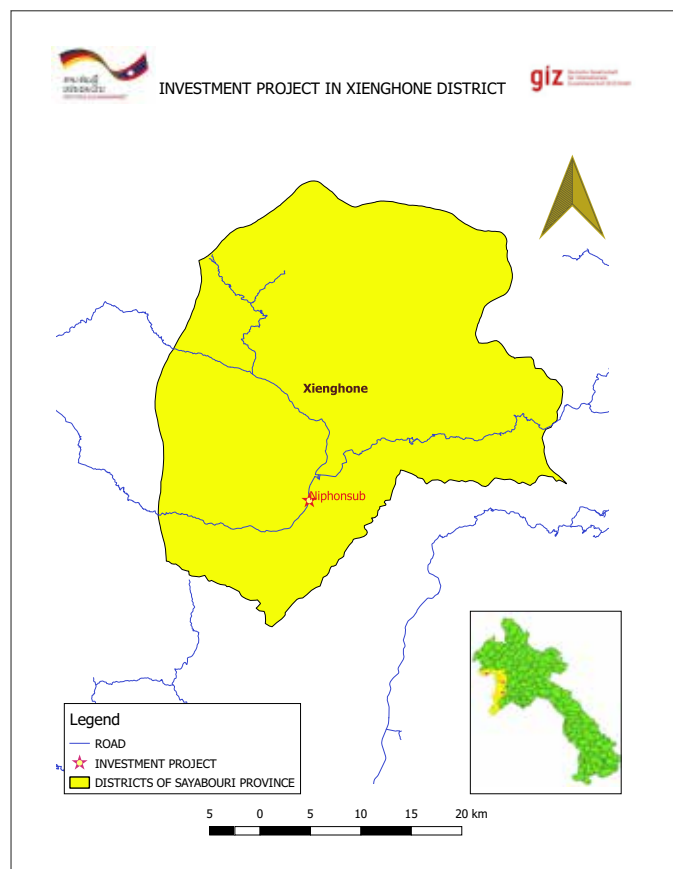 giz
INVESTMENT PROJECT IN XIENGHONE DISTRICT
Xienghone
Niphonsub
Legend
ROAD
INVESTMENT PROJECT
DISTRICTS OF SAYABOURI PROVINCE
5 0 5 10 15 20 km